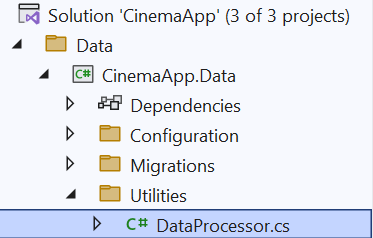 Solution 'CinemaApp' (3 of 3 projects)
Data
C# CinemaApp.Data
Dependencies
Configuration
Migrations
Utilities
C# DataProcessor.cs